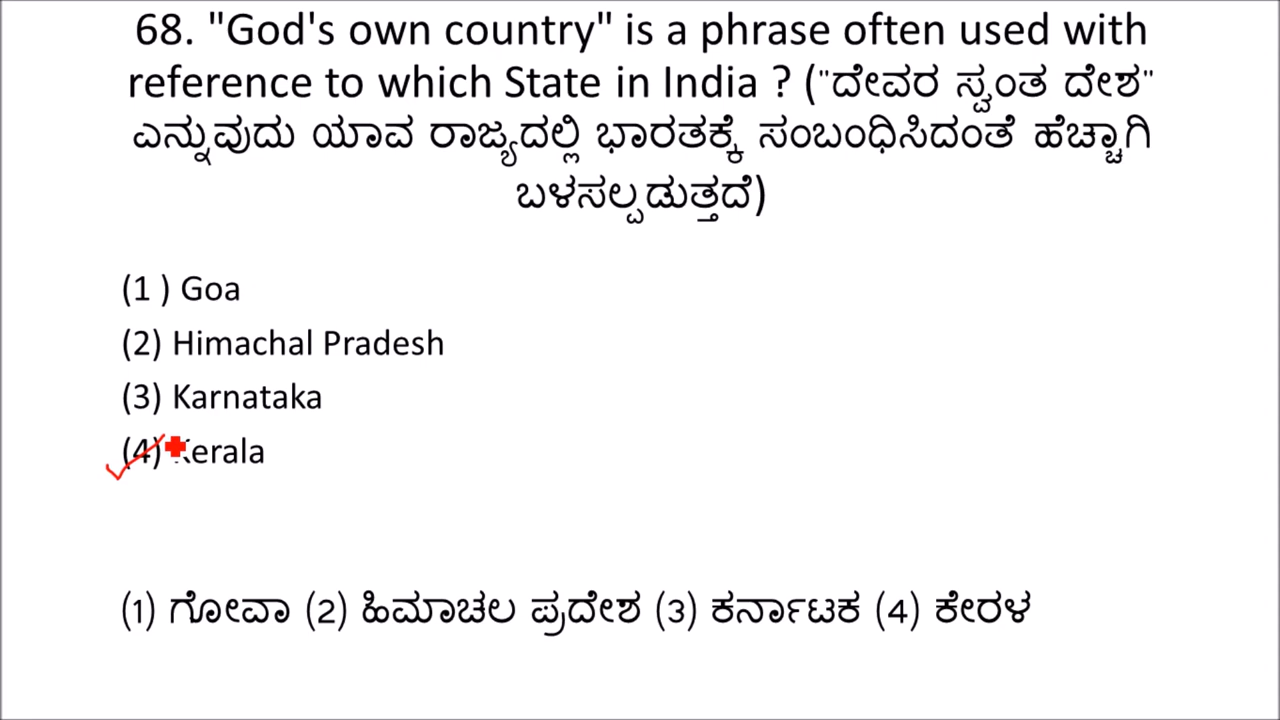 68. "God's own country" is a phrase often used with
reference to which State in India ? ("ದೇವರ ಸ್ವಂತ ದೇಶ"
ಎನ್ನುವುದು ಯಾವ ರಾಜ್ಯದಲ್ಲಿ ಭಾರತಕ್ಕೆ ಸಂಬಂಧಿಸಿದಂತೆ ಹೆಚ್ಚಾಗಿ
ಬಳಸಲ್ಪಡುತ್ತದೆ)
(1 ) Goa
(2) Himachal Pradesh
(3) Karnataka
(4) Kerala
(1) ಗೋವಾ (2) ಹಿಮಾಚಲ ಪ್ರದೇಶ (3) ಕರ್ನಾಟಕ (4) ಕೇರಳ